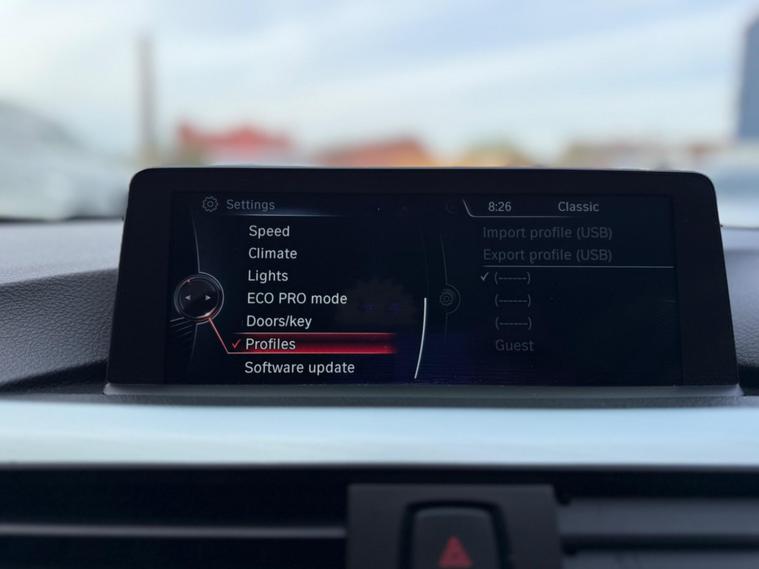 Settings
Speed
Climate
Lights
ECO PRO mode
Doors/key
✓ Profiles
Software update
8:26 Classic
Import profile (USB)
Export profile (USB)
✓ (------)
(------)
(------)
Guest